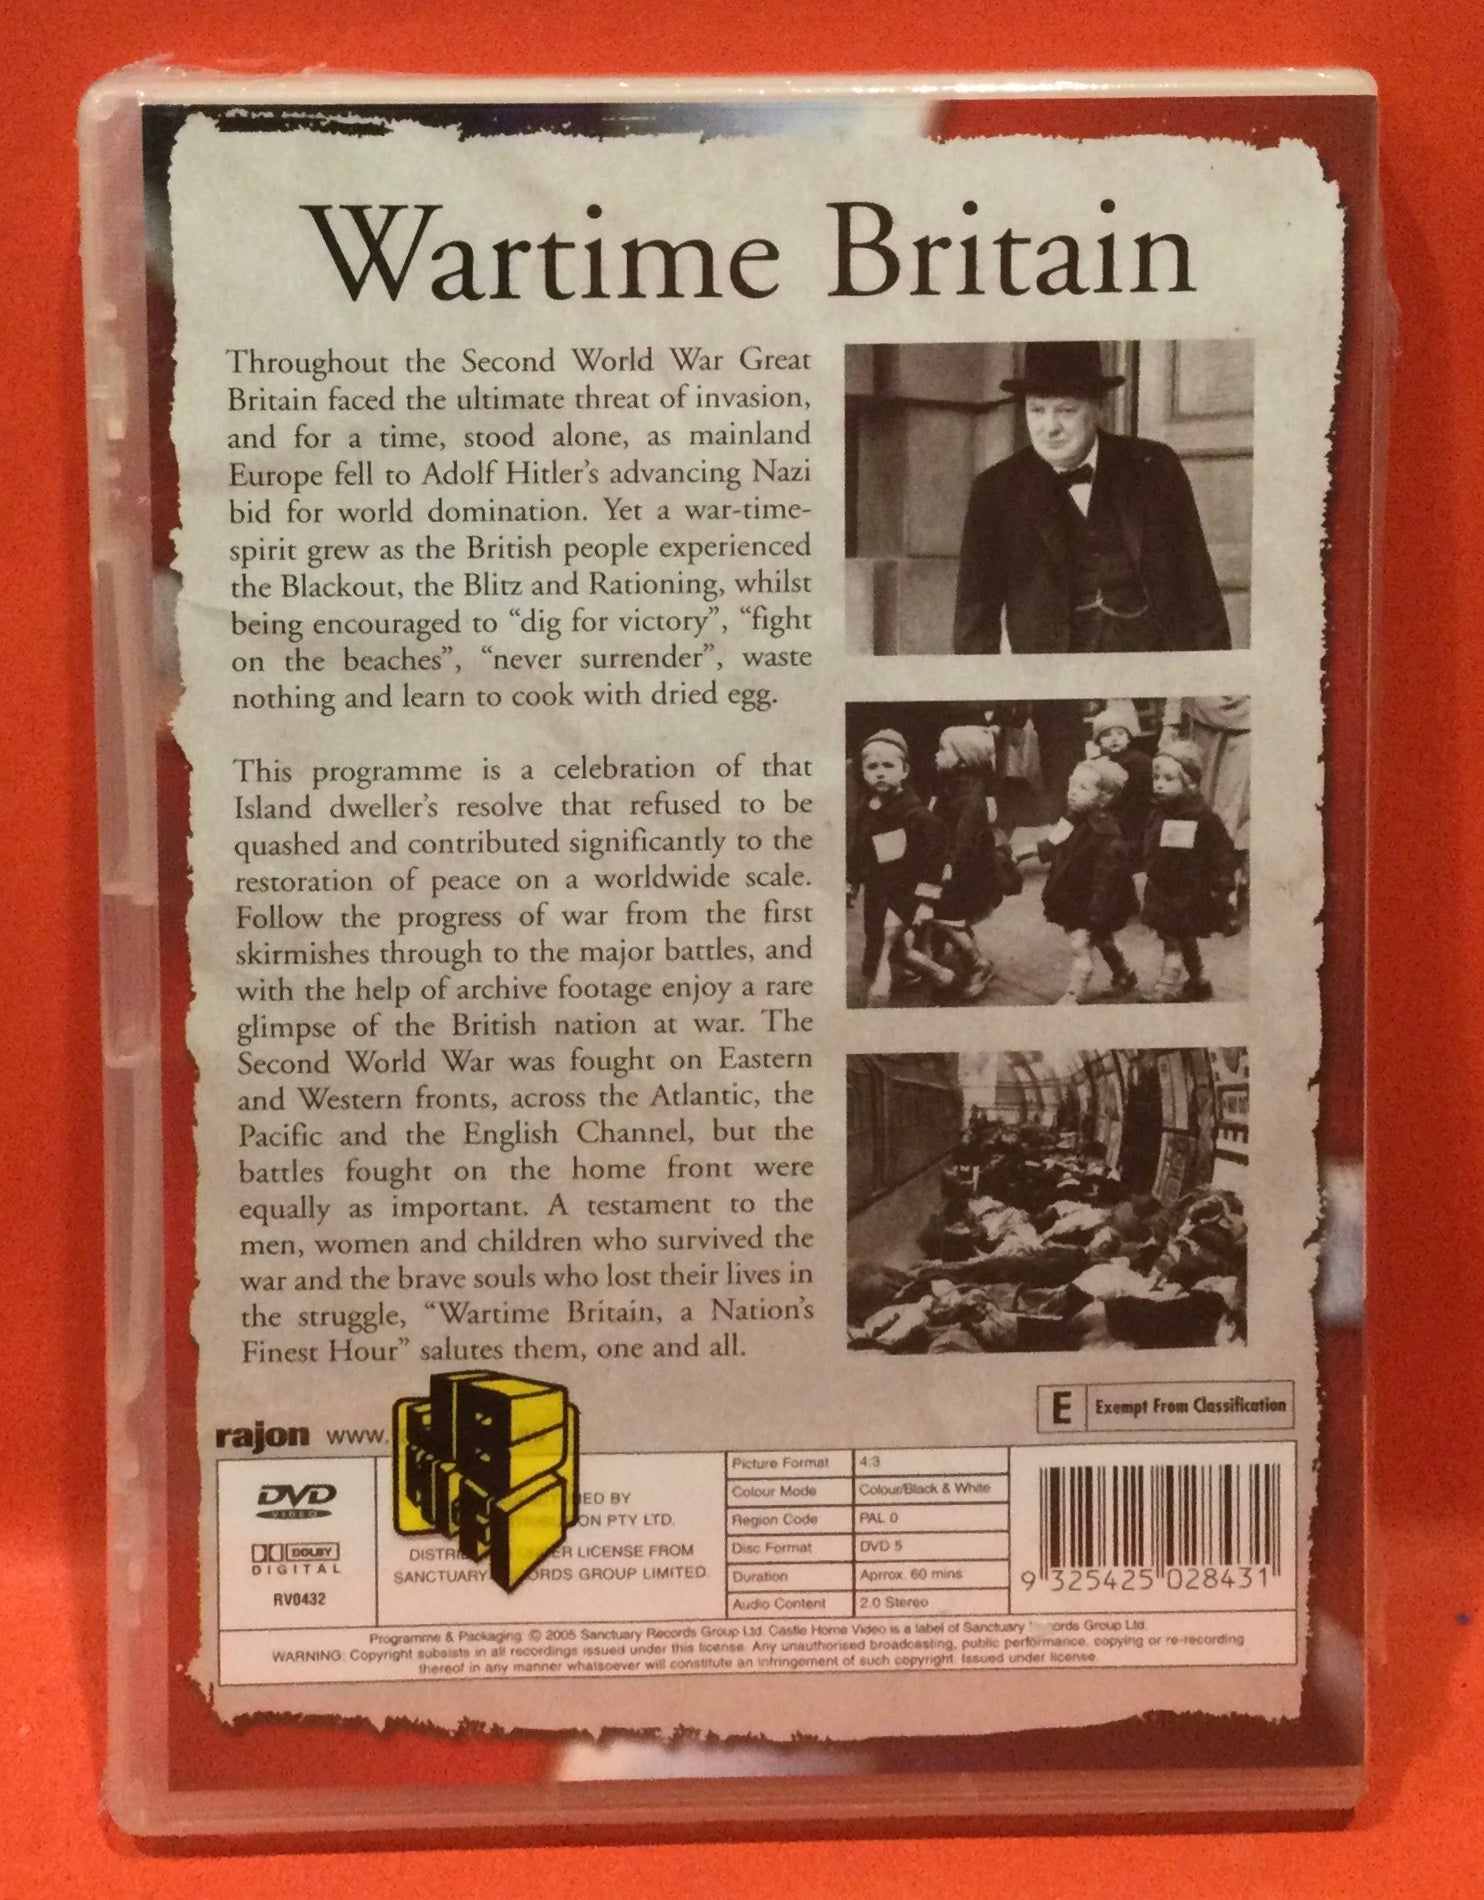 Wartime Britain
Throughout the Second World War Great
Britain faced the ultimate threat of invasion,
and for a time, stood alone, as mainland
Europe fell to Adolf Hitler's advancing Nazi
bid for world domination. Yet a war-time-
spirit grew as the British people experienced
the Blackout, the Blitz and Rationing, whilst
being encouraged to "dig for victory", "fight
on the beaches", "never surrender", waste
nothing and learn to cook with dried egg.
This programme is a celebration of that
Island dweller's resolve that refused to be
quashed and contributed significantly to the
restoration of peace on a worldwide scale.
Follow the progress of war from the first
skirmishes through to the major battles, and
with the help of archive footage enjoy a rare
glimpse of the British nation at war. The
Second World War was fought on Eastern
and Western fronts, across the Atlantic, the
Pacific and the English Channel, but the
battles fought on the home front were
equally as important. A testament to the
men, women and children who survived the
war and the brave souls who lost their lives in
the struggle, "Wartime Britain, a Nation's
Finest Hour" salutes them, one and all.
E Exempt From Classification
rajon www.
DVD
VIDEO
DOLBY
DIGITAL
RV0432
BY
PTY LTD.
LICENSE FROM
SANCTUARY GROUP LIMITED
Picture Format 4:3
Colour Mode Colour/Black & White
Region Code PAL 0
Disc Format DVD 5
Duration Aprrox. 60 mins
Audio Content 2.0 Stereo
9 325425 028431
Programme & Packaging © 2005 Sanctuary Records Group Ltd. Castle Home Video is a label of Sanctuary Group Ltd.
WARNING: Copyright subsists in all recordings issued under this license. Any unauthorised broadcasting, public performance, copying or re-recording
thereof in any manner whatsoever will constitute an infringement of such copyright. Issued under license.